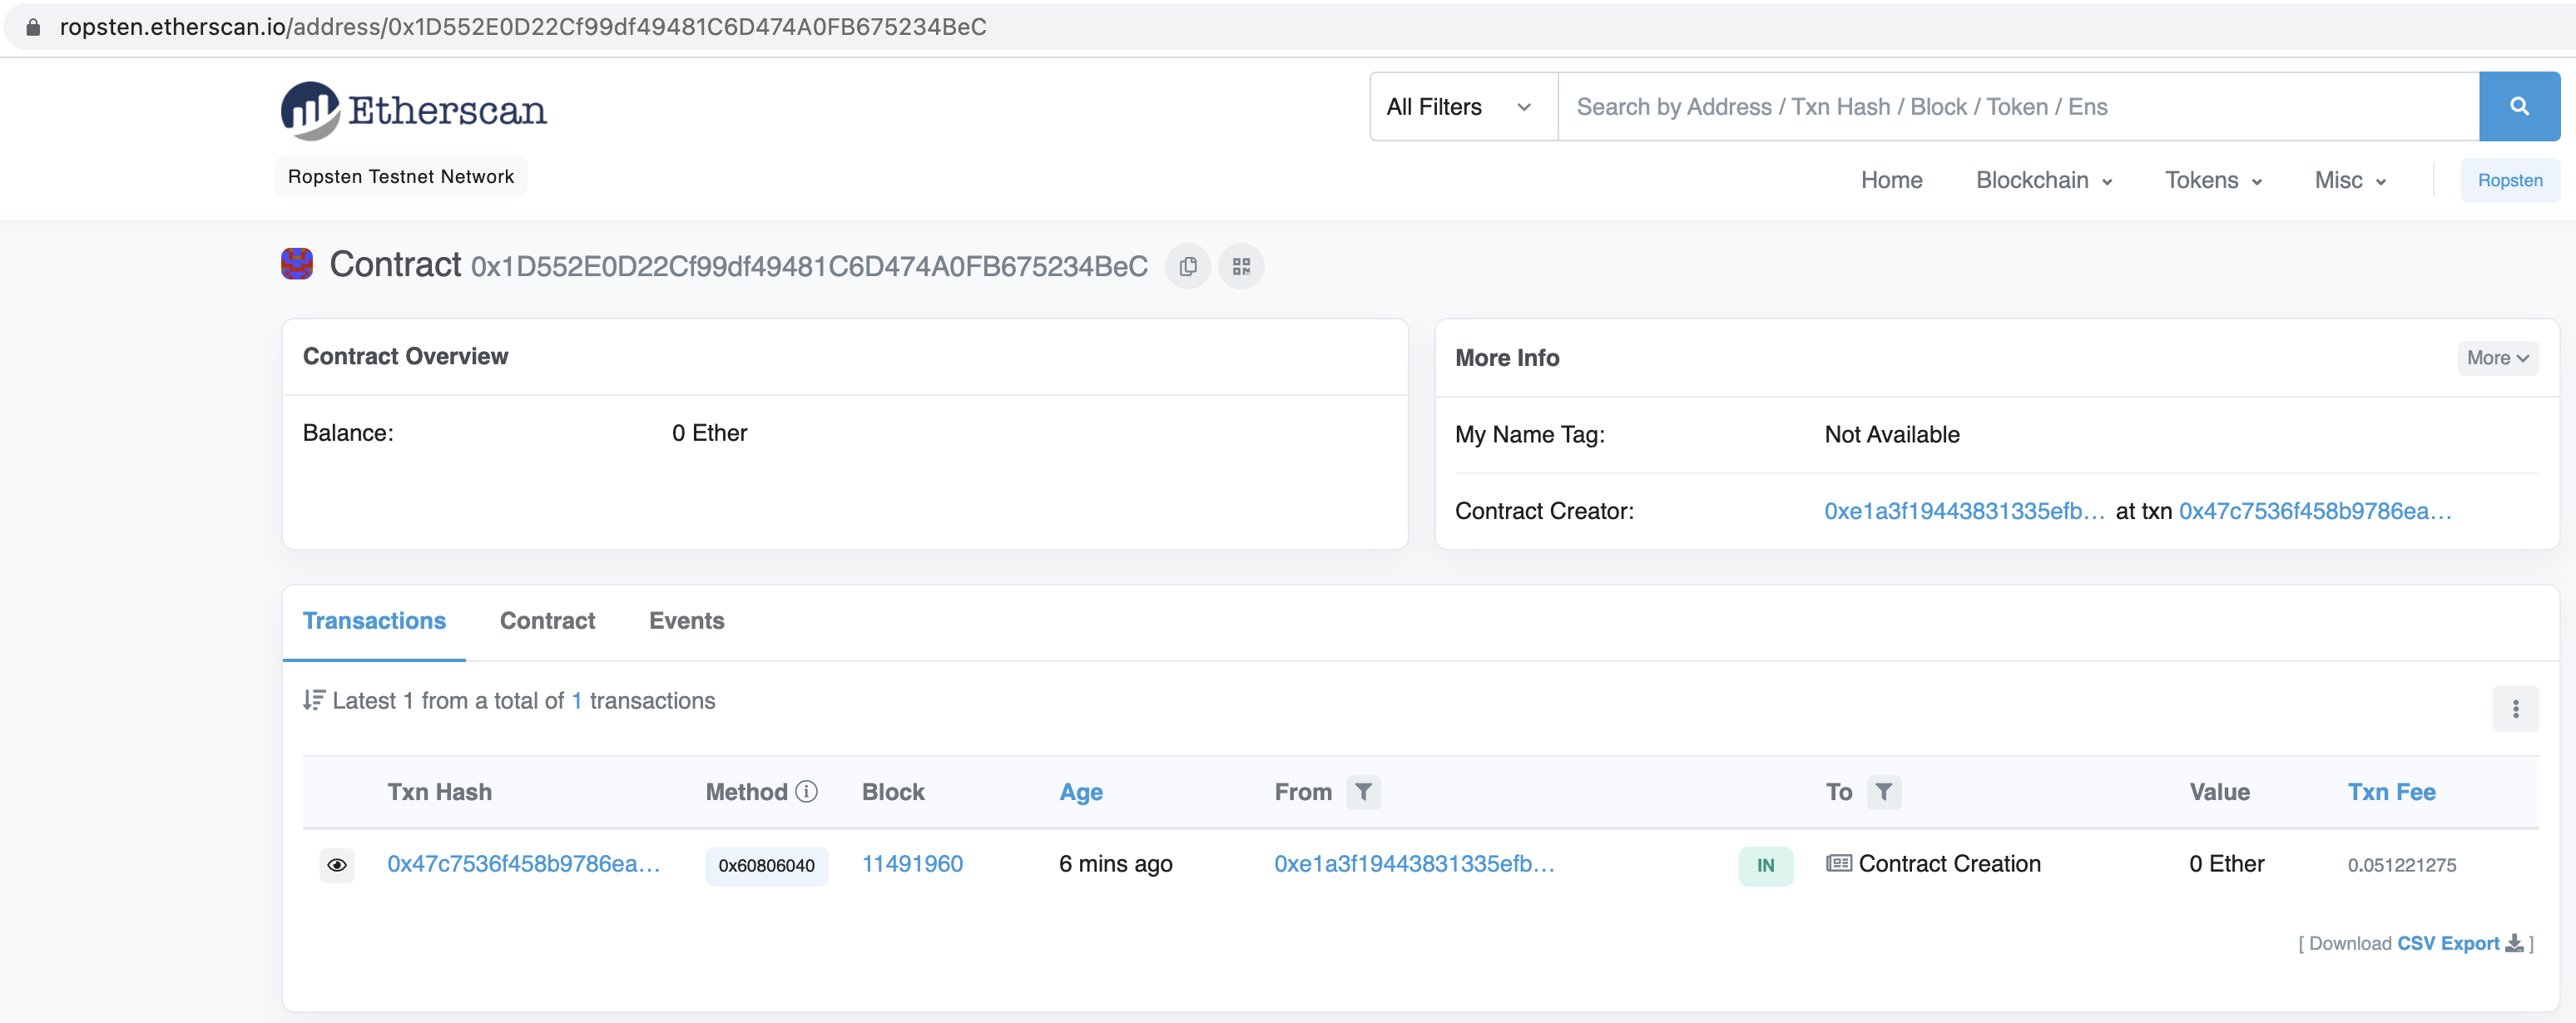 ropsten.etherscan.io/address/0x1D552E0D22Cf99df49481C6D474A0FB675234BeC
Etherscan
All Filters Search by Address / Txn Hash / Block / Token / Ens
Ropsten Testnet Network
Home Blockchain Tokens Misc Ropsten
Contract 0x1D552E0D22Cf99df49481C6D474A0FB675234BeC
Contract Overview
Balance: 0 Ether
More Info More
My Name Tag: Not Available
Contract Creator: 0xe1a3f19443831335efb... at txn 0x47c7536f458b9786ea...
Transactions Contract Events
Latest 1 from a total of 1 transactions
Txn Hash Method Block Age From To Value Txn Fee
0x47c7536f458b9786ea... 0x60806040 11491960 6 mins ago 0xe1a3f19443831335efb... IN Contract Creation 0 Ether 0.051221275
[ Download CSV Export ]